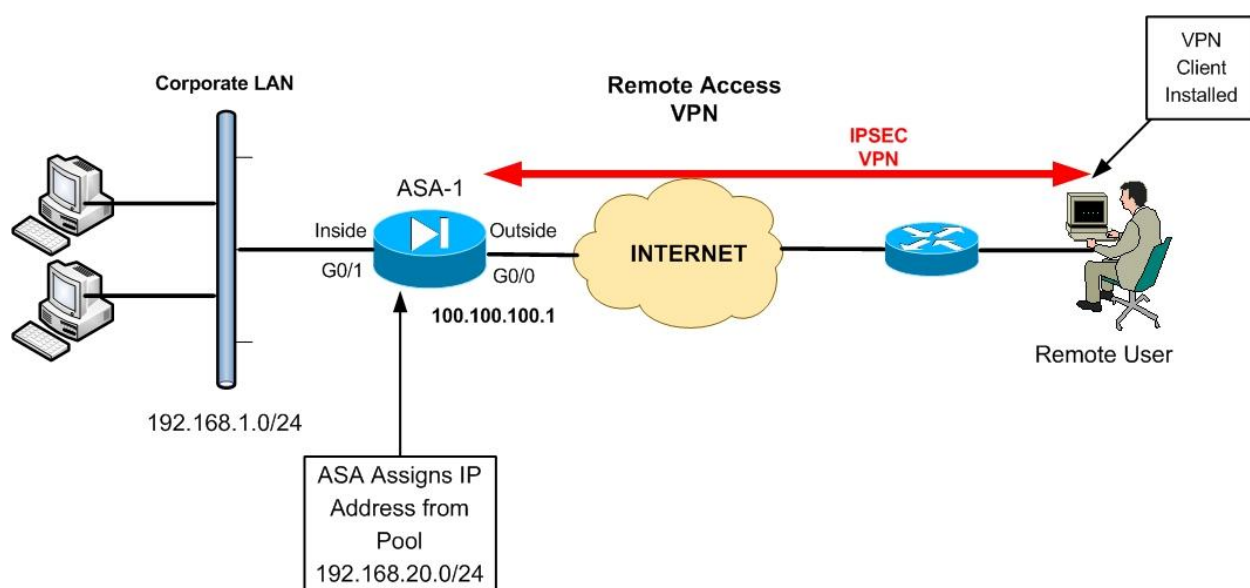 VPN
Client
Installed
Corporate LAN
Remote Access
VPN
IPSEC
VPN
ASA-1
Inside
Outside
G0/1
G0/0
INTERNET
100.100.100.1
Remote User
192.168.1.0/24
ASA Assigns IP
Address from
Pool
192.168.20.0/24